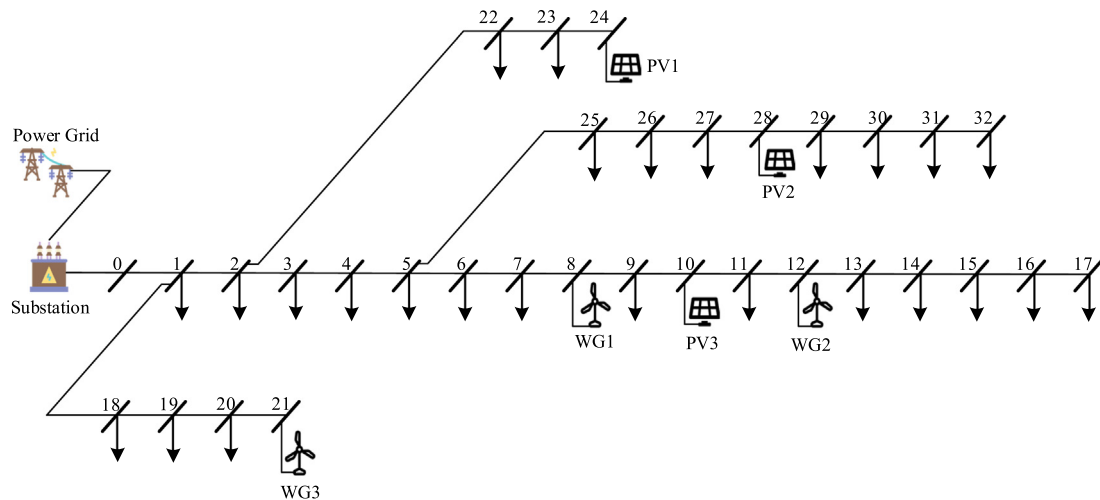 22 23 24
PV1
25 26 27 28 29 30 31 32
Power Grid
PV2
0 1 2 3 4 5 6 7 8 9 10 11 12 13 14 15 16 17
Substation
WG1 PV3 WG2
18 19 20 21
WG3